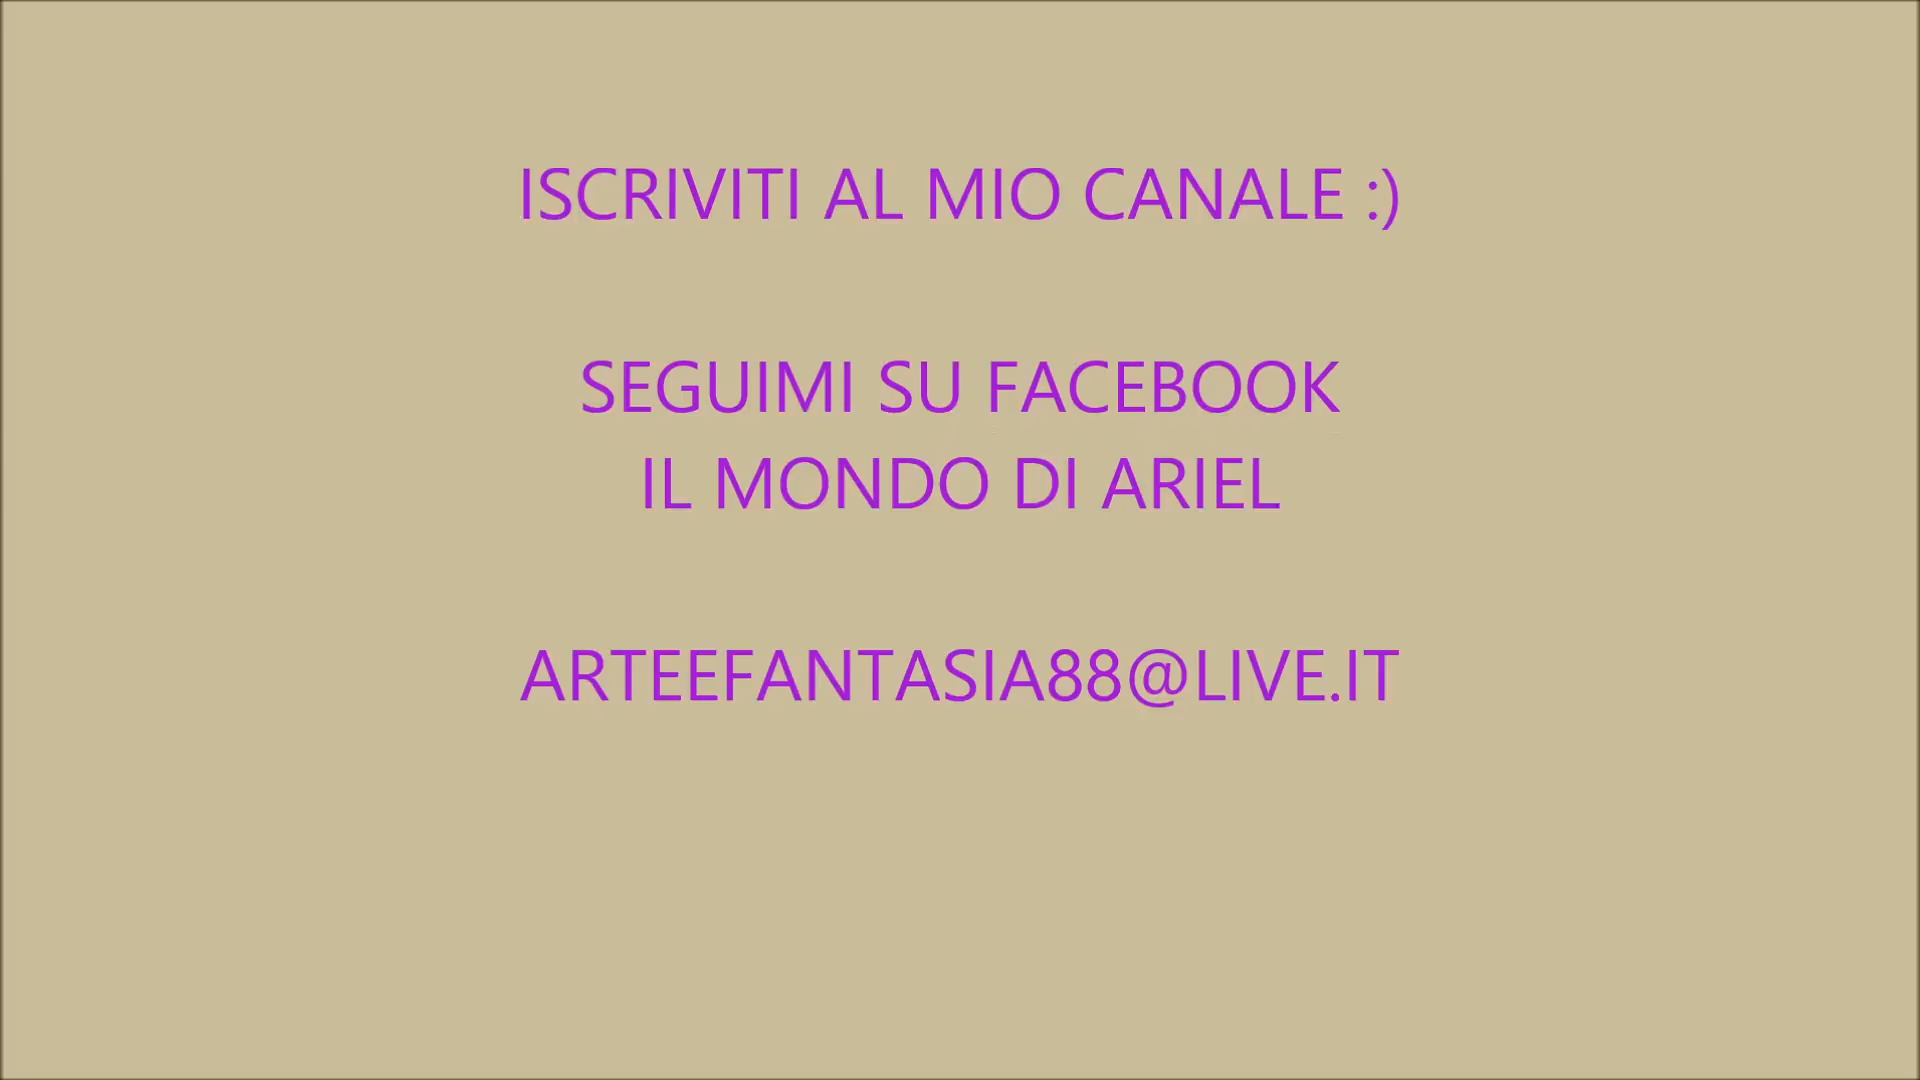 ISCRIVITI AL MIO CANALE :)
SEGUIMI SU FACEBOOK
IL MONDO DI ARIEL
ARTEEFANTASIA88@LIVE.IT